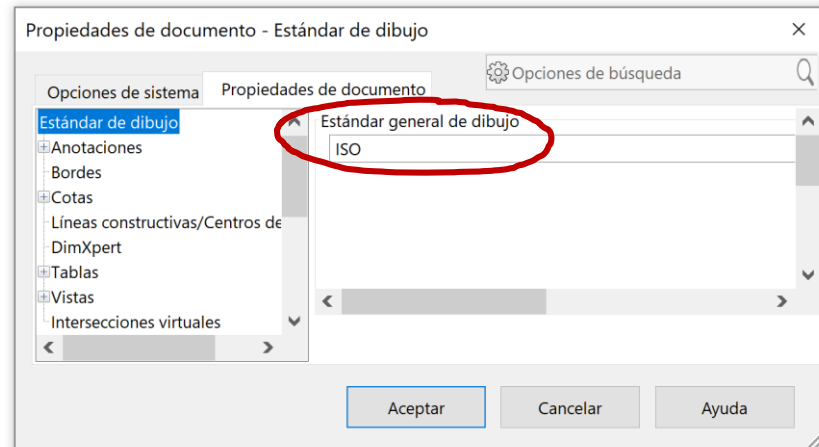 Propiedades de documento - Estándar de dibujo
Opciones de búsqueda
Opciones de sistema
Propiedades de documento
Estándar de dibujo
Anotaciones
Bordes
Cotas
Líneas constructivas/Centros de
DimXpert
Tablas
Vistas
Intersecciones virtuales
Estándar general de dibujo
ISO
Aceptar
Cancelar
Ayuda